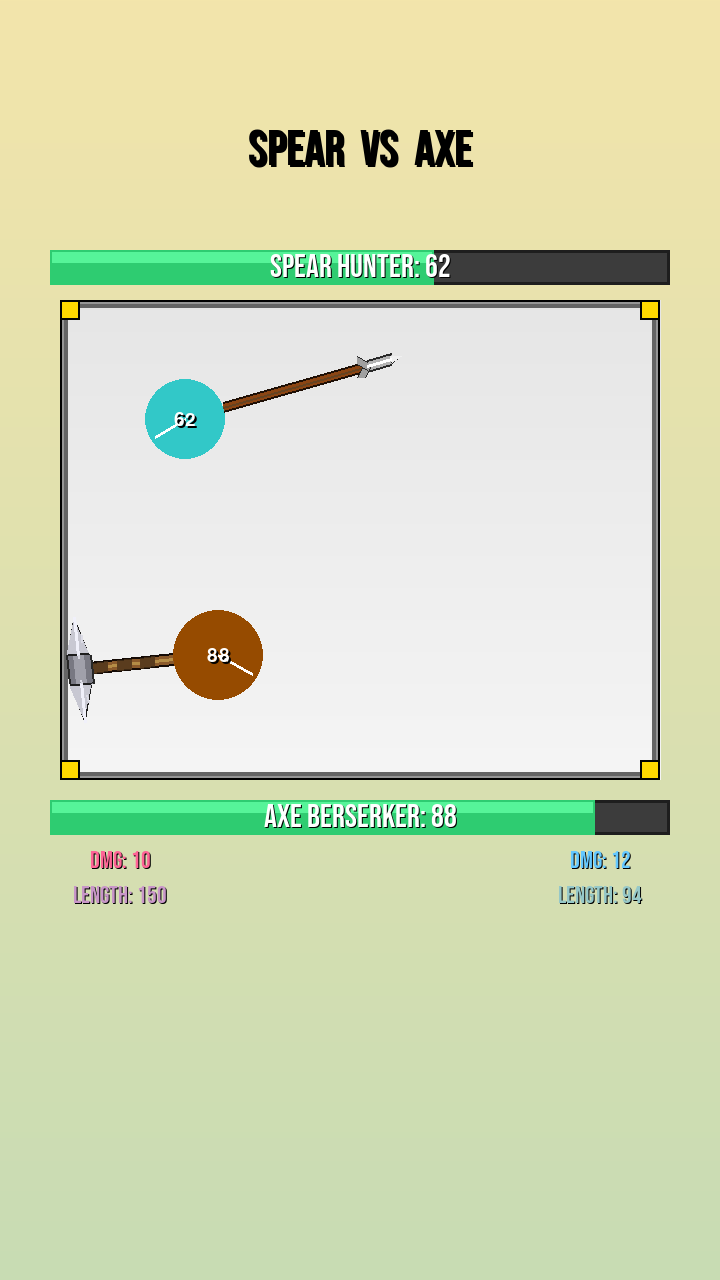 SPEAR VS AXE
SPEAR HUNTER: 62
62
88
AXE BERSERKER: 88
DMG: 10
DMG: 12
LENGTH: 150
LENGTH: 94